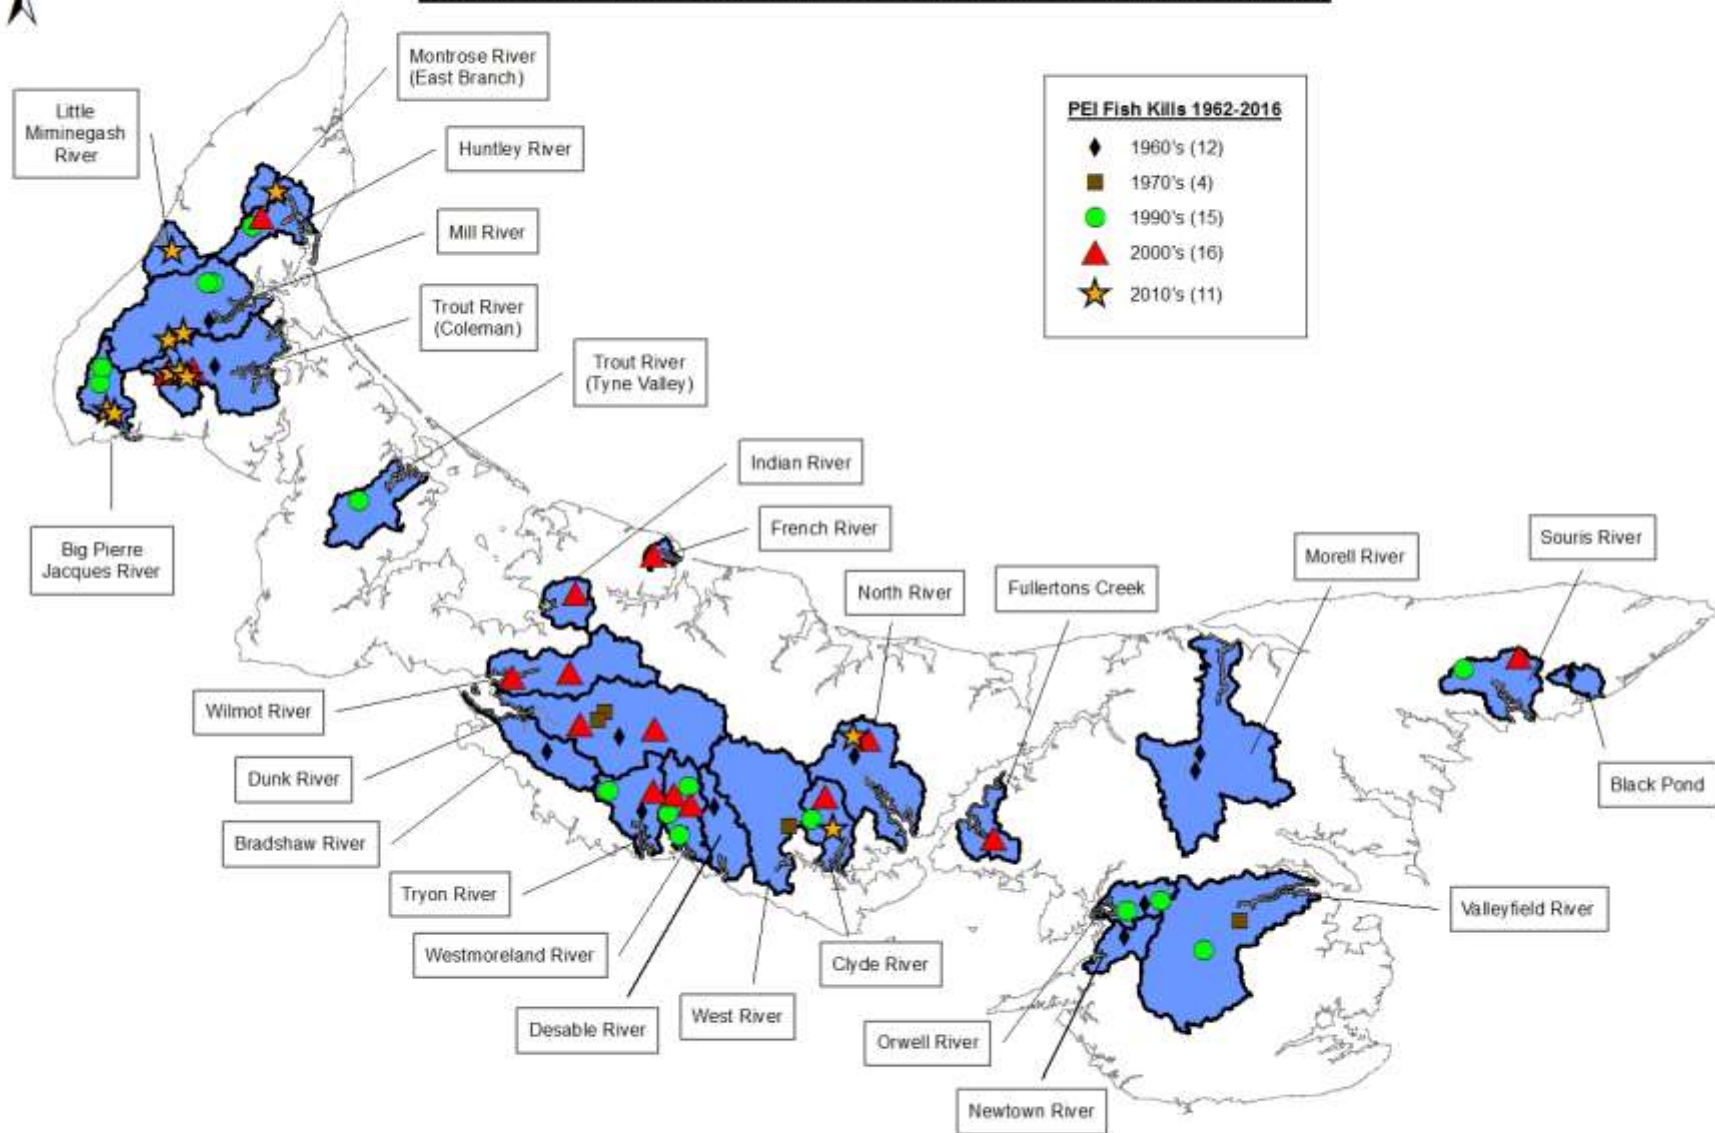 Montrose River
(East Branch)
Little
Miminegash
River
Huntley River
Mill River
Trout River
(Coleman)
Trout River
(Tyne Valley)
Big Pierre
Jacques River
PEI Fish Kills 1962-2016
1960's (12)
1970's (4)
1990's (15)
2000's (16)
2010's (11)
Indian River
French River
North River
Fullertons Creek
Morell River
Souris River
Wilmot River
Dunk River
Bradshaw River
Tryon River
Westmoreland River
Desable River
West River
Clyde River
Orwell River
Newtown River
Valleyfield River
Black Pond